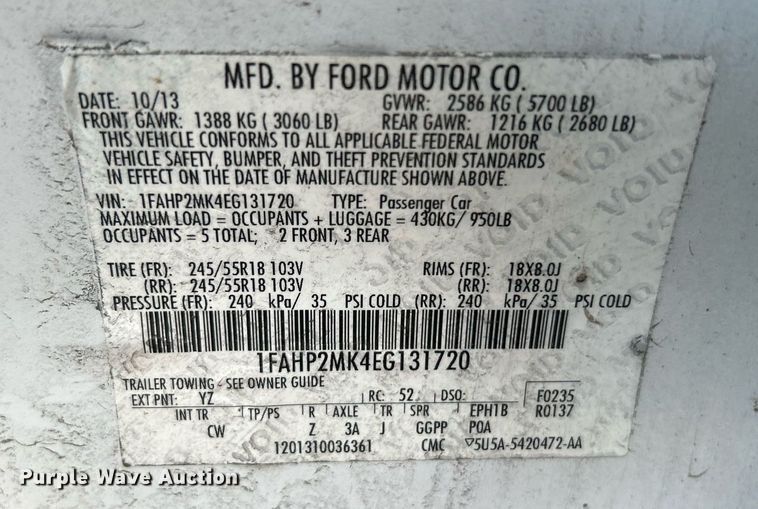 MFD. BY FORD MOTOR CO.
DATE: 10/13 GVWR: 2586 KG ( 5700 LB)
FRONT GAWR: 1388 KG ( 3060 LB) REAR GAWR: 1216 KG ( 2680 LB)
THIS VEHICLE CONFORMS TO ALL APPLICABLE FEDERAL MOTOR
VEHICLE SAFETY, BUMPER, AND THEFT PREVENTION STANDARDS
IN EFFECT ON THE DATE OF MANUFACTURE SHOWN ABOVE.
VIN: 1FAHP2MK4EG131720 TYPE: Passenger Car
MAXIMUM LOAD = OCCUPANTS + LUGGAGE = 430KG/ 950LB
OCCUPANTS = 5 TOTAL; 2 FRONT, 3 REAR
TIRE (FR): 245/55R18 103V RIMS (FR): 18X8.0J
(RR): 245/55R18 103V (RR): 18X8.0J
PRESSURE (FR): 240 kPa/ 35 PSI COLD (RR): 240 kPa/ 35 PSI COLD
1FAHP2MK4EG131720
TRAILER TOWING - SEE OWNER GUIDE
EXT PNT: YZ RC: 52 DSO: F0235
INT TR TP/PS R AXLE TR SPR EPH1B R0137
CW Z 3A J GGPP P0A
1201310036361 CMC 5U5A-5420472-AA
VOID
Purple Wave Auction